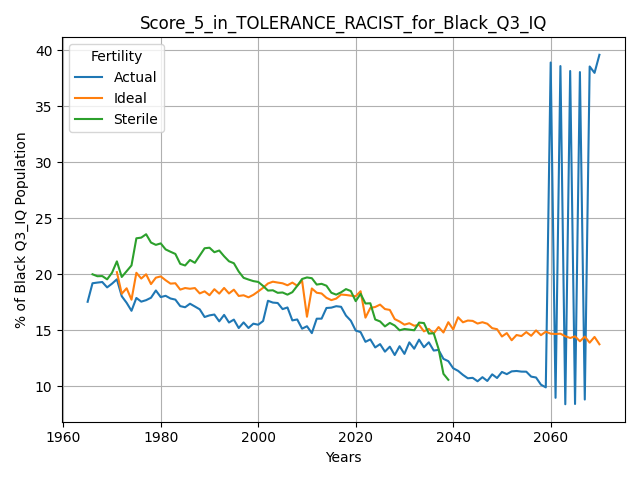 Score_5_in_TOLERANCE_RACIST_for_Black_Q3_IQ
40
35
30
25
20
15
10
% of Black Q3_IQ Population
Fertility
Actual
Ideal
Sterile
1960
1980
2000
2020
2040
2060
Years